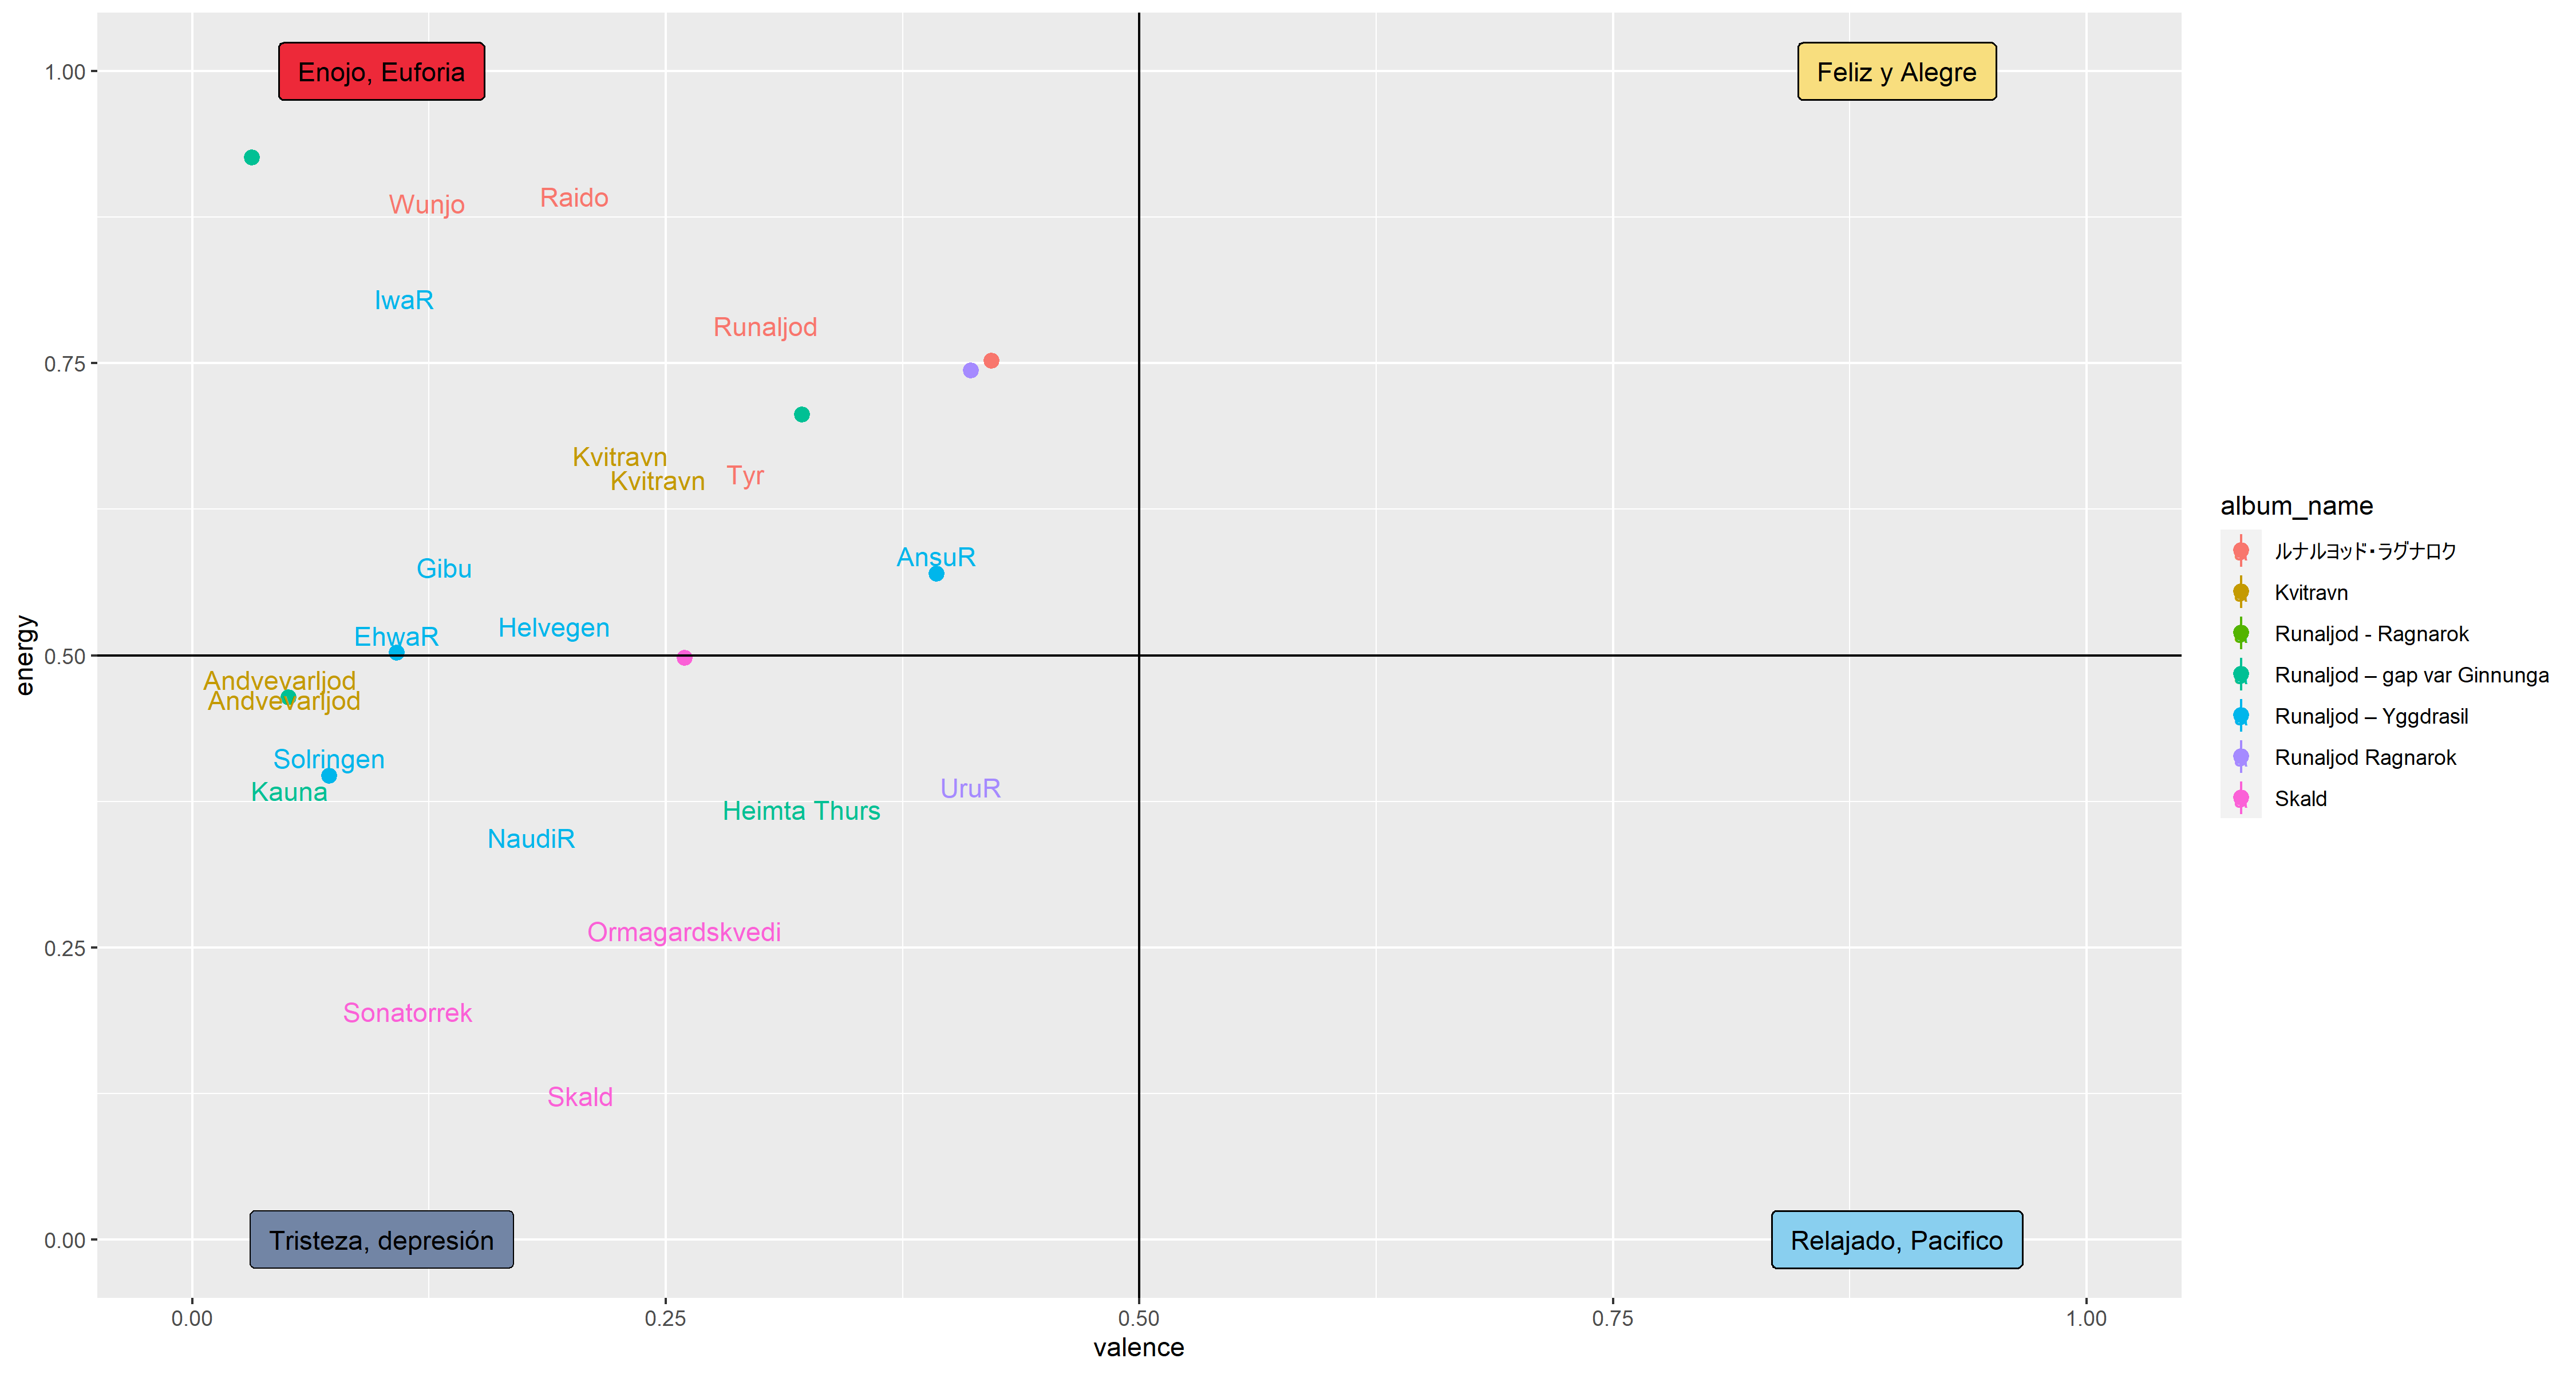 Enojo, Euforia
Feliz y Alegre
Wunjo
Raido
IwaR
Runaljod
Kvitravn
Kvitravn
Tyr
AnsuR
Gibu
Helvegen
EhwaR
Andvevarljod
Andvevarljod
Solringen
Kauna
UruR
Heimta Thurs
NaudiR
Ormagardskvedi
Sonatorrek
Skald
Tristeza, depresión
Relajado, Pacifico
1.00
0.75
0.50
0.25
0.00
energy
0.00
0.25
0.50
0.75
1.00
valence
album_name
ルナルヨッド・ラグナロク
Kvitravn
Runaljod - Ragnarok
Runaljod – gap var Ginnunga
Runaljod – Yggdrasil
Runaljod Ragnarok
Skald